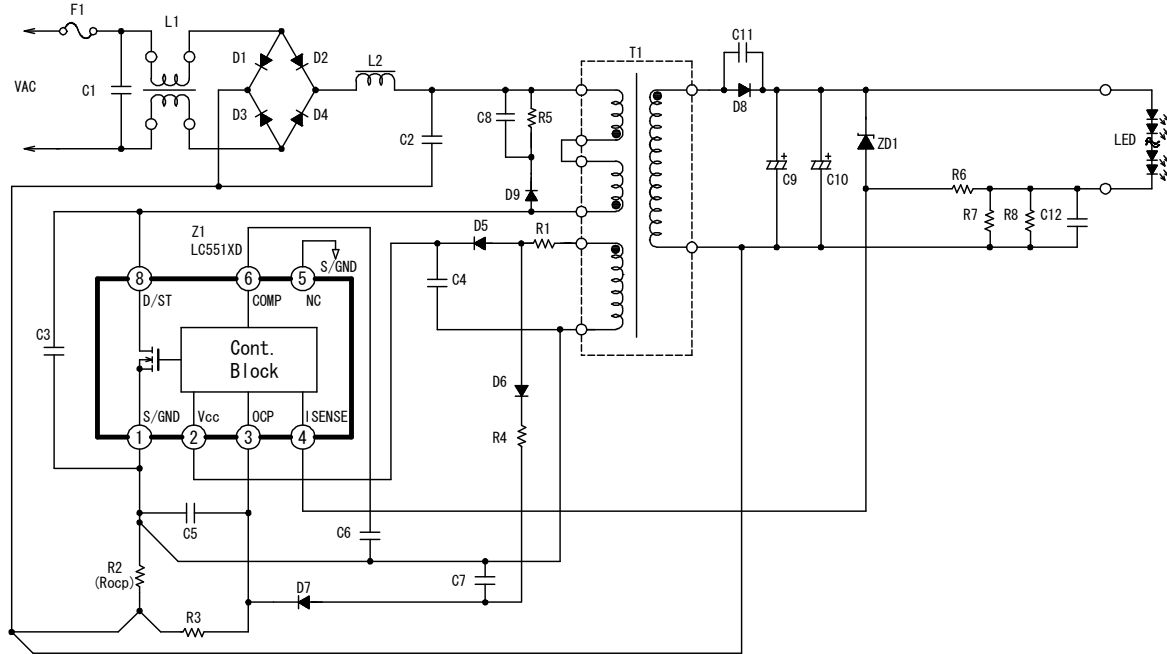 F1
L1
VAC
C1
D1
D2
D3
D4
L2
C2
C8
R5
D9
T1
C11
D8
C9
C10
ZD1
LED
R6
R7
R8
C12
Z1
LC551XD
S/GND
8
6
5
D/ST
COMP
NC
C3
Cont.
Block
S/GND
Vcc
OCP
ISENSE
1
2
3
4
D5
R1
C4
D6
R4
C5
C6
R2
(Rocp)
R3
D7
C7
+
+